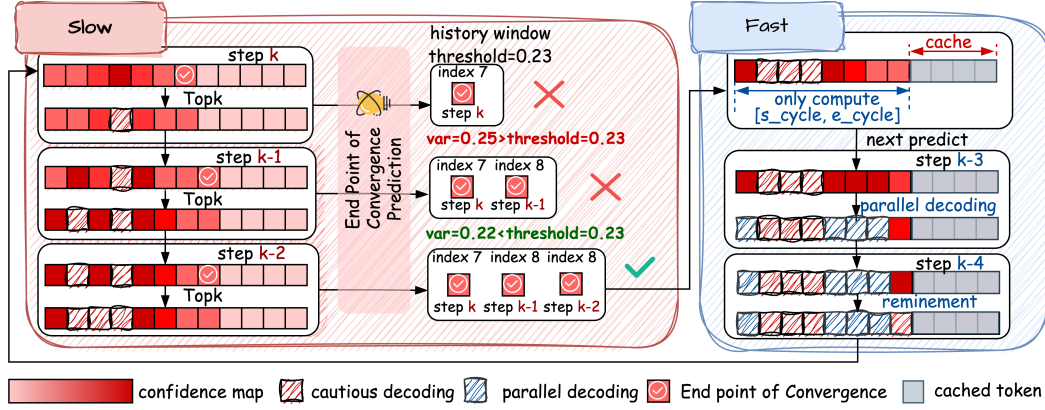 Slow
step k
Topk
step k-1
Topk
step k-2
Topk
End Point of
Convergence
Prediction
history window
threshold=0.23
index 7
step k
var=0.25>threshold=0.23
index 7 index 8
step k step k-1
var=0.22<threshold=0.23
index 7 index 8 index 8
step k step k-1 step k-2
Fast
cache
only compute
[s_cycle, e_cycle]
next predict
step k-3
parallel decoding
step k-4
reminement
confidence map
cautious decoding
parallel decoding
End point of Convergence
cached token